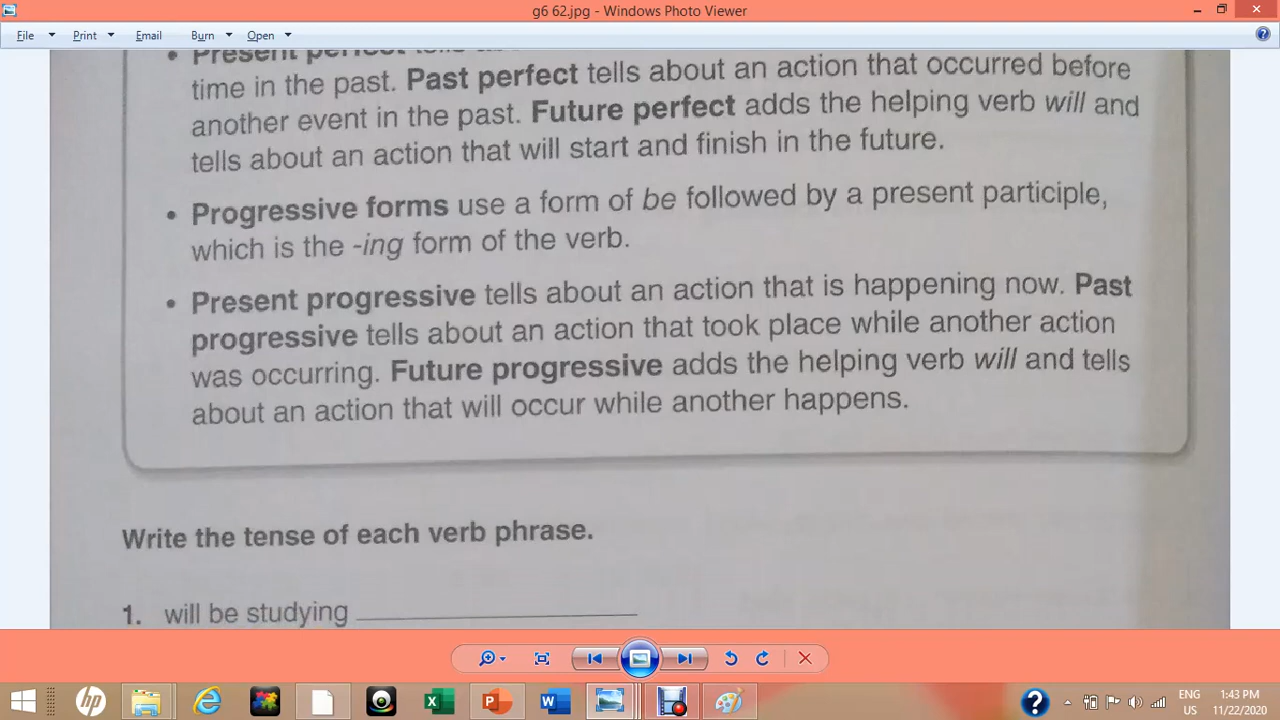 g6 62.jpg - Windows Photo Viewer
File Print Email Burn Open
• Present perfect tells
time in the past. Past perfect tells about an action that occurred before
another event in the past. Future perfect adds the helping verb will and
tells about an action that will start and finish in the future.
• Progressive forms use a form of be followed by a present participle,
which is the -ing form of the verb.
• Present progressive tells about an action that is happening now. Past
progressive tells about an action that took place while another action
was occurring. Future progressive adds the helping verb will and tells
about an action that will occur while another happens.
Write the tense of each verb phrase.
1. will be studying
ENG 1:43 PM
US 11/22/2020